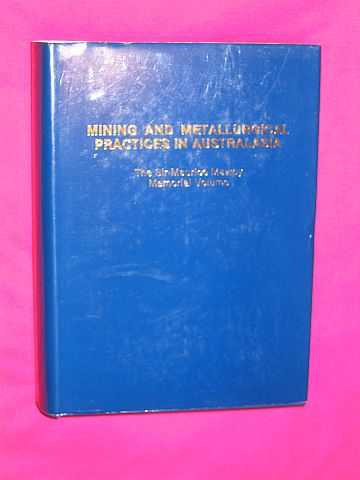 MINING AND METALLURGICAL
PRACTICES IN AUSTRALASIA
The Sir Maurice Mawby
Memorial Volume